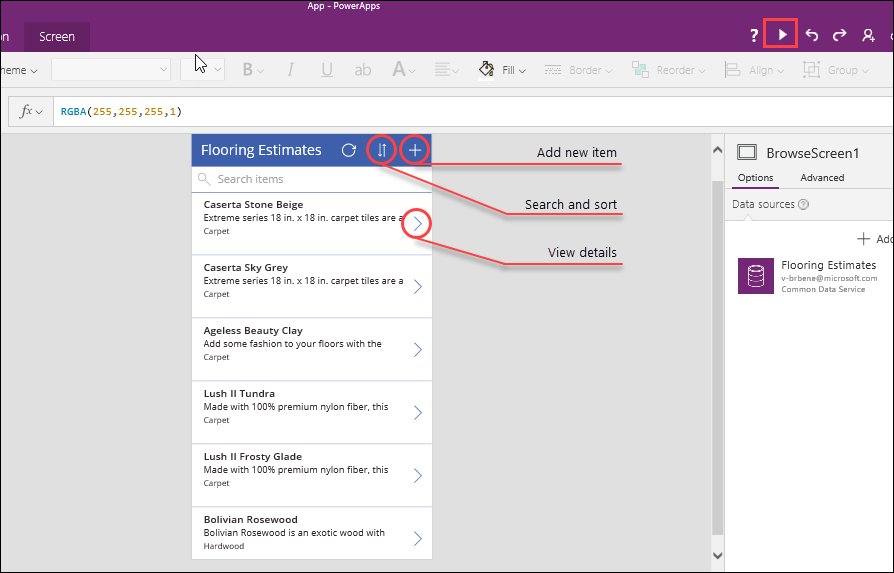 App - PowerApps
on
Screen
?
heme
B
I
U
ab
A
Fill
Border
Reorder
Align
Group
fx
RGBA(255,255,255,1)
Flooring Estimates
Search items
Caserta Stone Beige
Extreme series 18 in. x 18 in. carpet tiles are a
Carpet
Caserta Sky Grey
Extreme series 18 in. x 18 in. carpet tiles are a
Carpet
Ageless Beauty Clay
Add some fashion to your floors with the
Carpet
Lush II Tundra
Made with 100% premium nylon fiber, this
Carpet
Lush II Frosty Glade
Made with 100% premium nylon fiber, this
Carpet
Bolivian Rosewood
Bolivian Rosewood is an exotic wood with
Hardwood
Add new item
Search and sort
View details
BrowseScreen1
Options
Advanced
Data sources ?
Add
Flooring Estimates
v-brbene@microsoft.com
Common Data Service